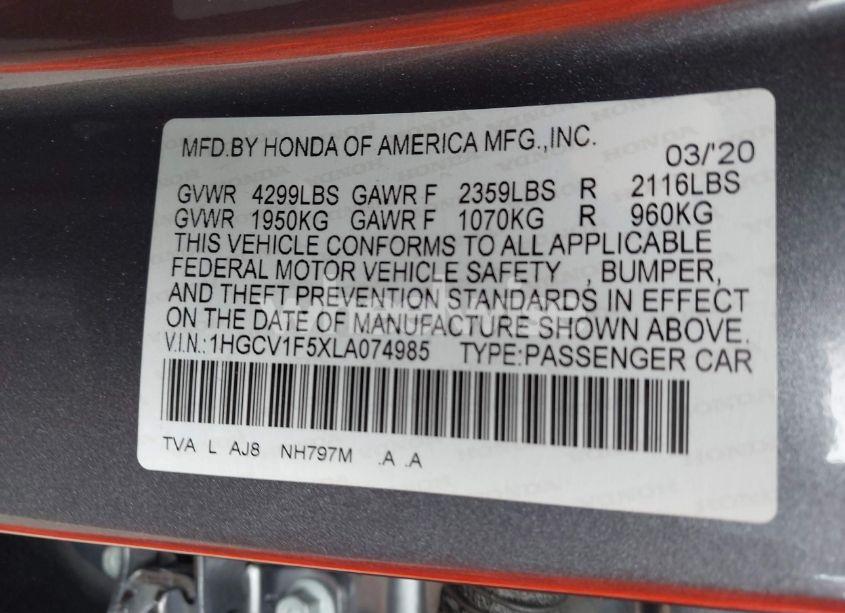 MFD.BY HONDA OF AMERICA MFG.,INC. 03/'20
GVWR 4299LBS GAWR F 2359LBS R 2116LBS
GVWR 1950KG GAWR F 1070KG R 960KG
THIS VEHICLE CONFORMS TO ALL APPLICABLE
FEDERAL MOTOR VEHICLE SAFETY , BUMPER,
AND THEFT PREVENTION STANDARDS IN EFFECT
ON THE DATE OF MANUFACTURE SHOWN ABOVE.
V.I.N.:1HGCV1F5XLA074985 TYPE:PASSENGER CAR
TVA L AJ8 NH797M .A .A